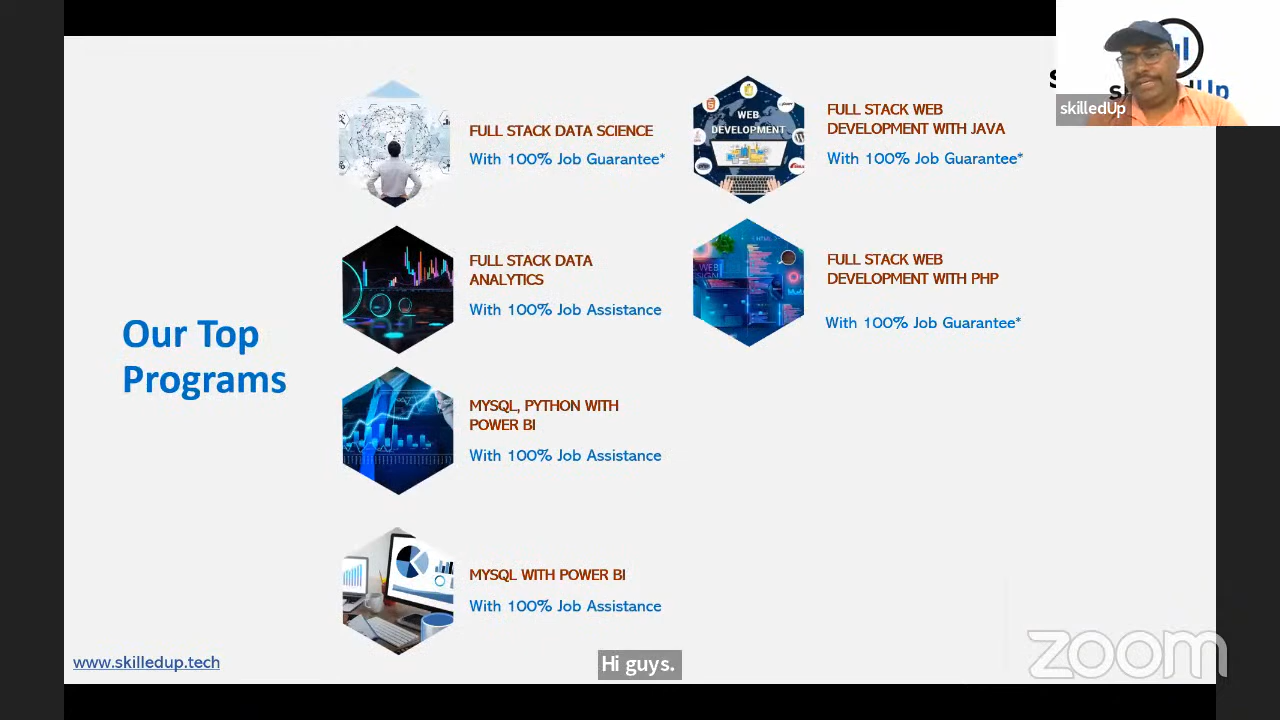 Our Top
Programs
FULL STACK DATA SCIENCE
With 100% Job Guarantee*
FULL STACK DATA
ANALYTICS
With 100% Job Assistance
MYSQL, PYTHON WITH
POWER BI
With 100% Job Assistance
MYSQL WITH POWER BI
With 100% Job Assistance
WEB
DEVELOPMENT
FULL STACK WEB
DEVELOPMENT WITH JAVA
With 100% Job Guarantee*
FULL STACK WEB
DEVELOPMENT WITH PHP
With 100% Job Guarantee*
skilledUp
www.skilledup.tech
Hi guys.
zoom